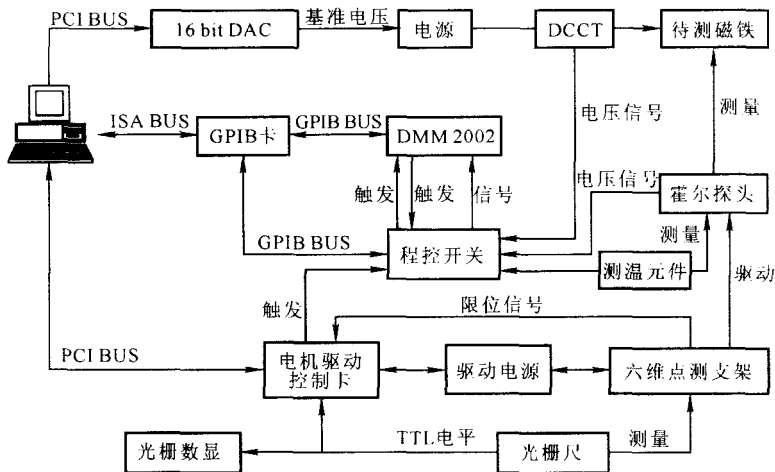 PCI BUS
16 bit DAC
基准电压
电源
DCCT
待测磁铁
ISA BUS
GPIB卡
GPIB BUS
DMM 2002
电压信号
测量
触发
触发
信号
电压信号
霍尔探头
GPIB BUS
程控开关
测量
测温元件
驱动
触发
限位信号
PCI BUS
电机驱动
控制卡
驱动电源
六维点测支架
光栅数显
TTL电平
光栅尺
测量